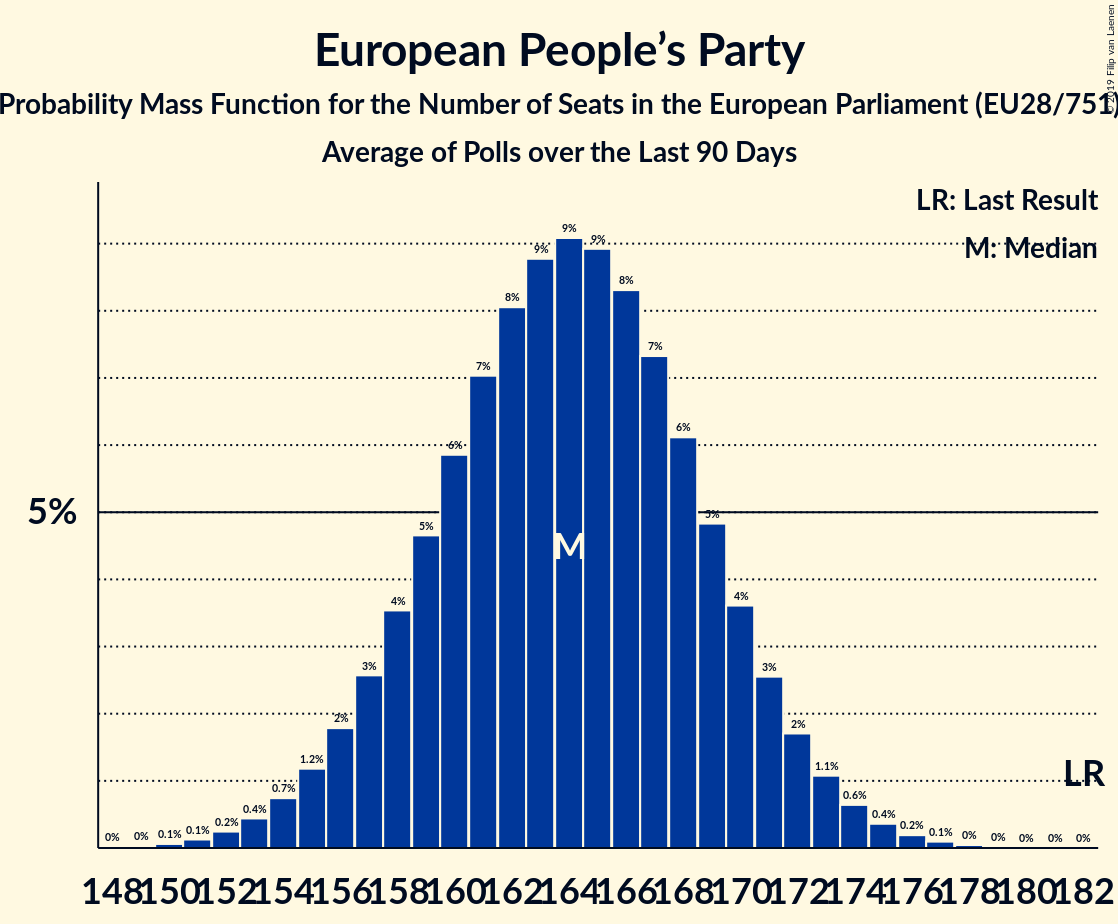 European People’s Party
Probability Mass Function for the Number of Seats in the European Parliament (EU28/751)
Average of Polls over the Last 90 Days
© 2019 Filip van Laenen
LR: Last Result
M: Median
5%
0% 0% 0.1% 0.1% 0.2% 0.4% 0.7% 1.2% 2% 3% 4% 5% 6% 7% 8% 9% 9% 9% 8% 7% 6% 5% 4% 3% 2% 1.1% 0.6% 0.4% 0.2% 0.1% 0% 0% 0% 0% 0%
M
LR
148 150 152 154 156 158 160 162 164 166 168 170 172 174 176 178 180 182